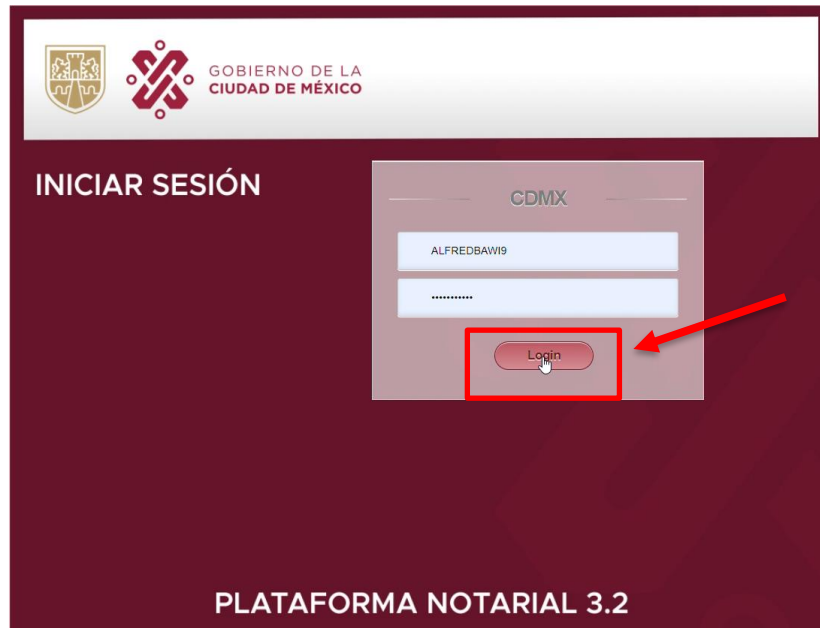 GOBIERNO DE LA
CIUDAD DE MÉXICO
INICIAR SESIÓN
CDMX
ALFREDBAWI9
...........
Login
PLATAFORMA NOTARIAL 3.2